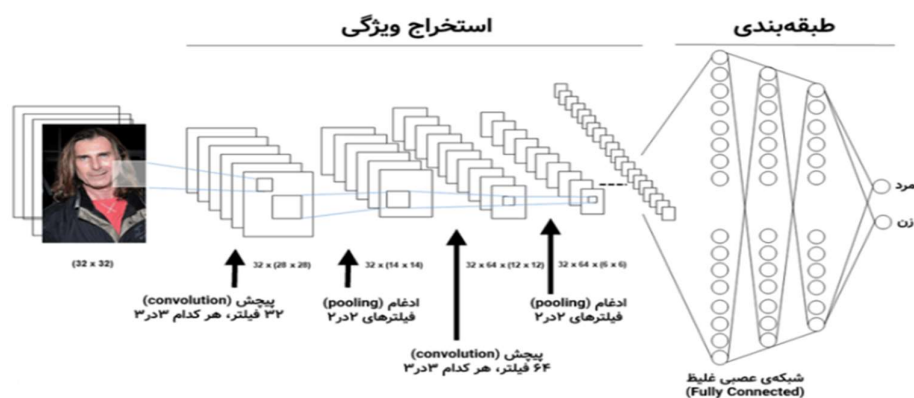 استخراج ویژگی
طبقه‌بندی
مرد
زن
(32 x 32)
32 x (28 x 28)
32 x (14 x 14)
32 x 64 x (12 x 12)
32 x 64 x (6 x 6)
پیچش (convolution)
۳۲ فیلتر، هر کدام ۳در۳
ادغام (pooling)
فیلترهای ۲در۲
پیچش (convolution)
۶۴ فیلتر، هر کدام ۳در۳
ادغام (pooling)
فیلترهای ۲در۲
شبکه‌ی عصبی غلیظ
(Fully Connected)